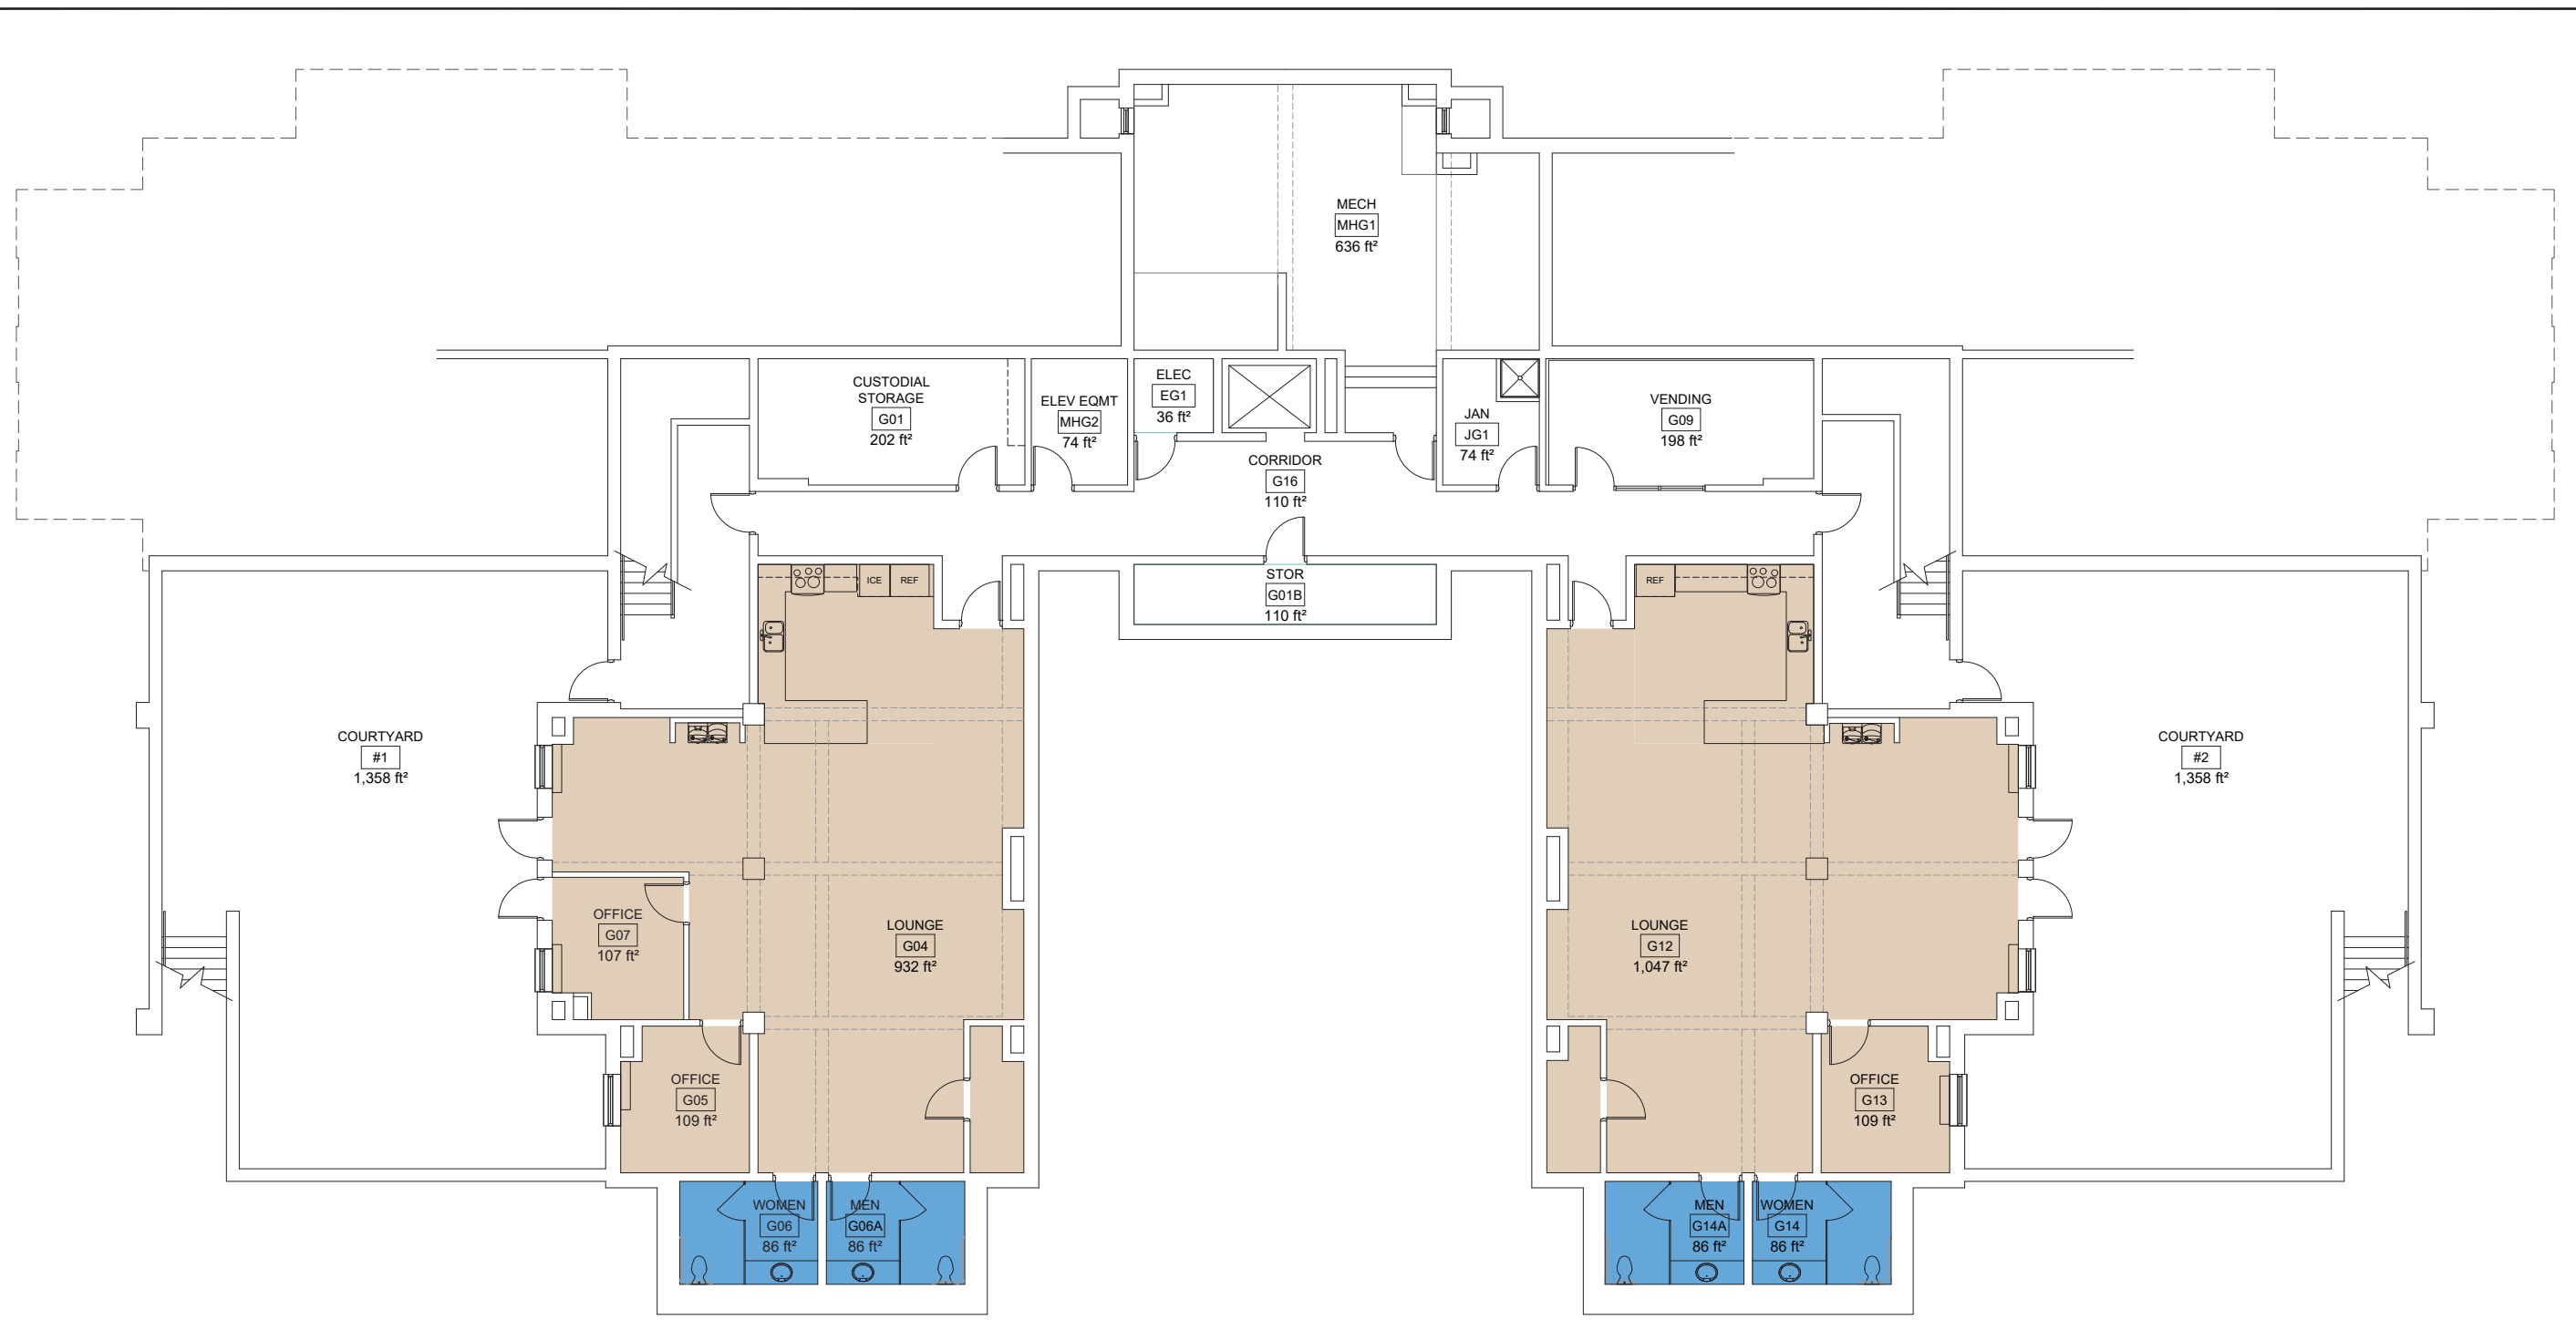 MECH
MHG1
636 ft²
CUSTODIAL
STORAGE
G01
202 ft²
ELEV EQMT
MHG2
74 ft²
ELEC
EG1
36 ft²
JAN
JG1
74 ft²
VENDING
G09
198 ft²
CORRIDOR
G16
110 ft²
STOR
G01B
110 ft²
ICE
REF
REF
COURTYARD
#1
1,358 ft²
COURTYARD
#2
1,358 ft²
OFFICE
G07
107 ft²
LOUNGE
G04
932 ft²
LOUNGE
G12
1,047 ft²
OFFICE
G05
109 ft²
OFFICE
G13
109 ft²
WOMEN
G06
86 ft²
MEN
G06A
86 ft²
MEN
G14A
86 ft²
WOMEN
G14
86 ft²